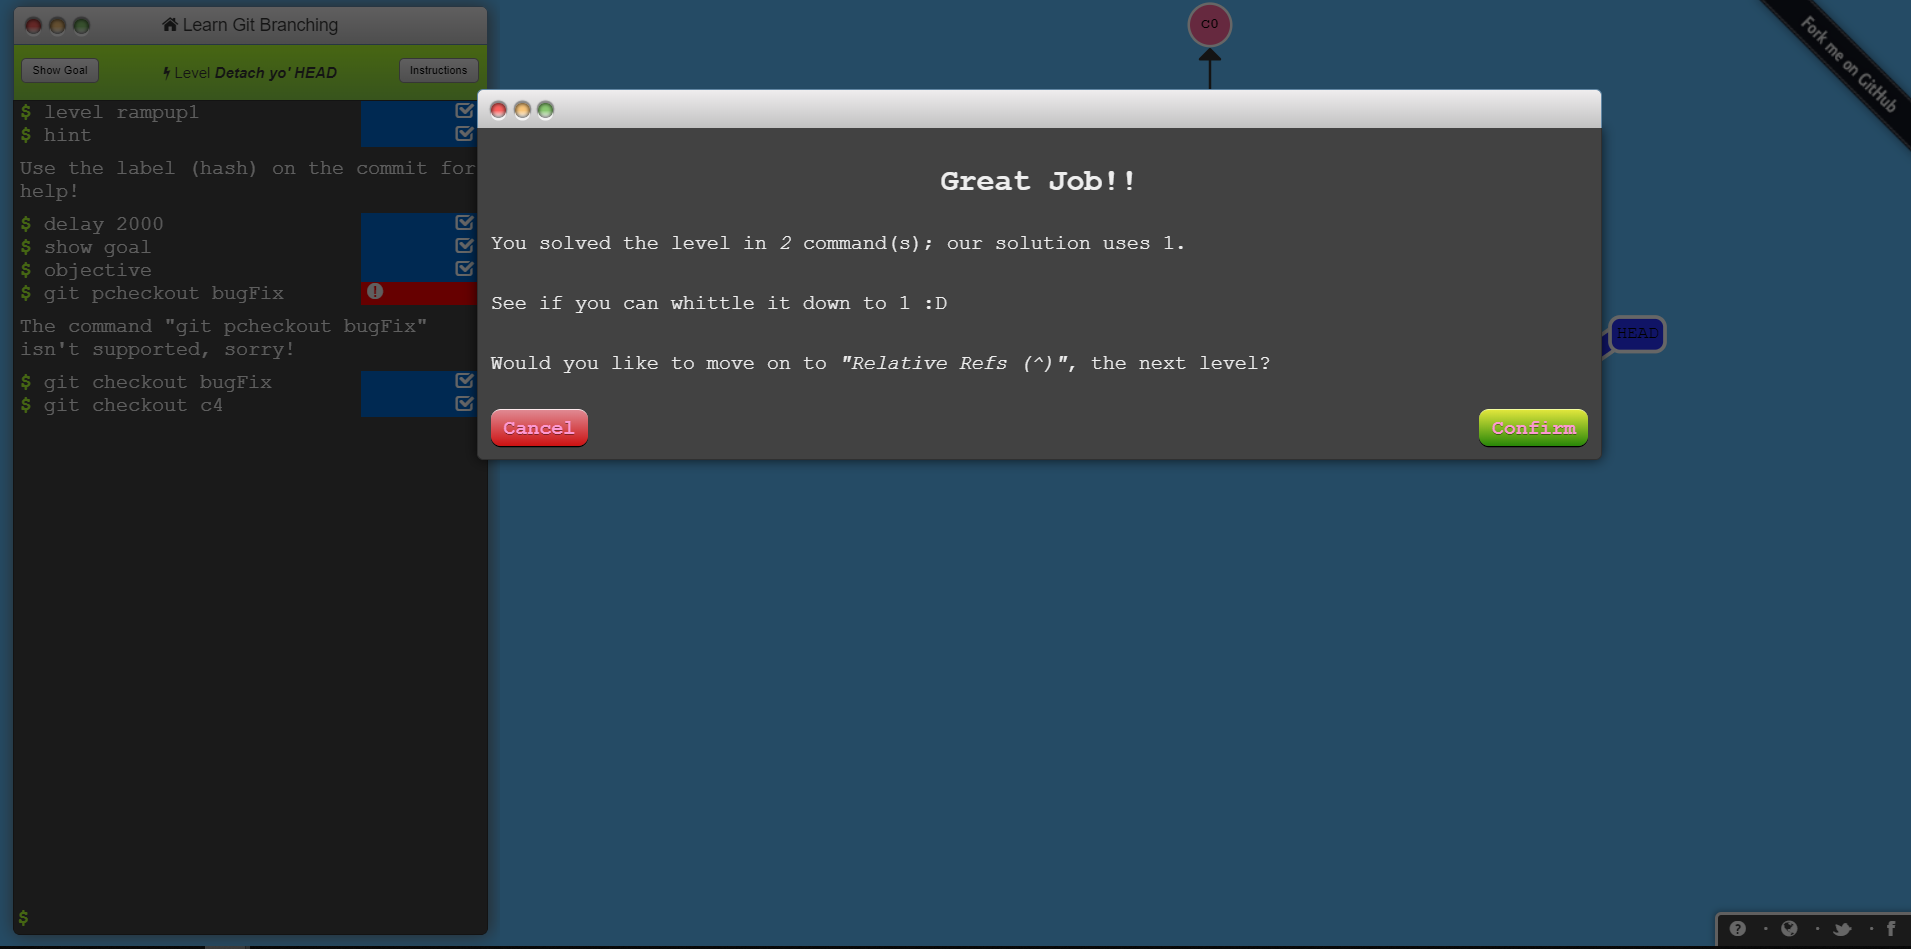 Learn Git Branching
Show Goal
Level Detach yo' HEAD
Instructions
$ level rampup1
$ hint
Use the label (hash) on the commit for
help!
$ delay 2000
$ show goal
$ objective
$ git pcheckout bugFix
The command "git pcheckout bugFix"
isn't supported, sorry!
$ git checkout bugFix
$ git checkout c4
$
C0
Fork me on GitHub
Great Job!!
You solved the level in 2 command(s); our solution uses 1.
See if you can whittle it down to 1 :D
Would you like to move on to "Relative Refs (^)", the next level?
Cancel
Confirm
HEAD